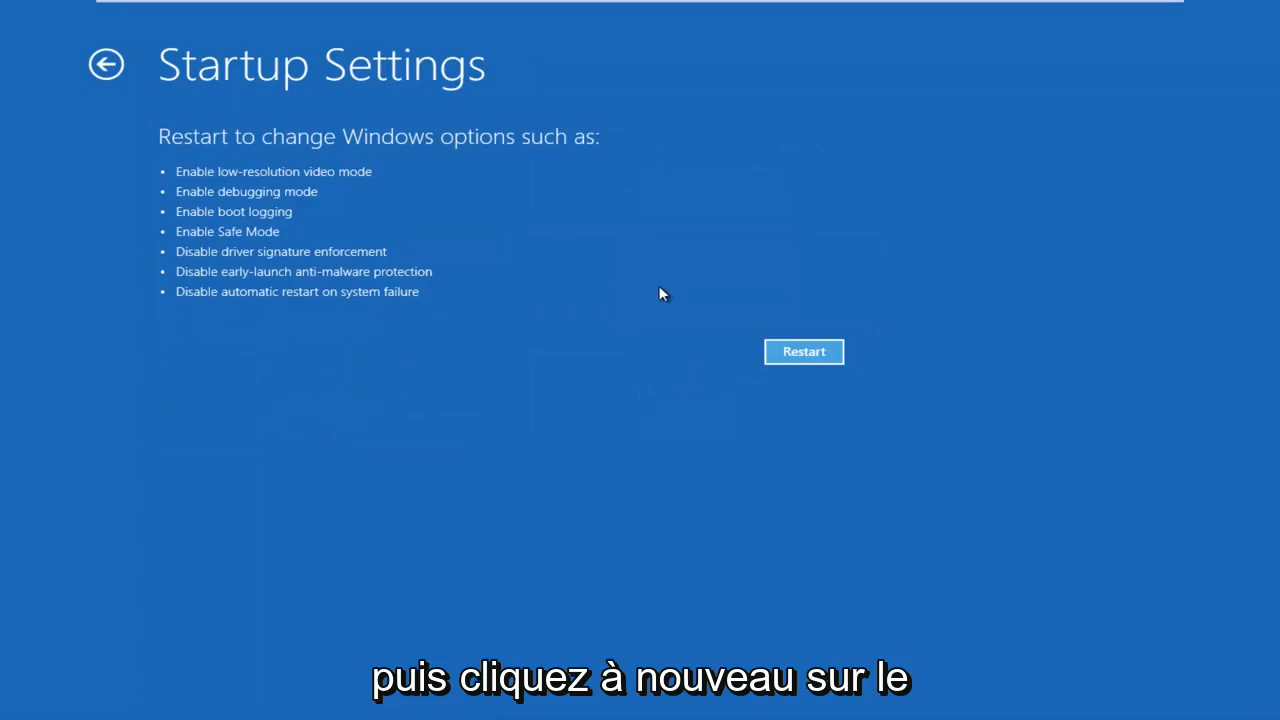 Startup Settings
Restart to change Windows options such as:
• Enable low-resolution video mode
• Enable debugging mode
• Enable boot logging
• Enable Safe Mode
• Disable driver signature enforcement
• Disable early-launch anti-malware protection
• Disable automatic restart on system failure
Restart
puis cliquez à nouveau sur le